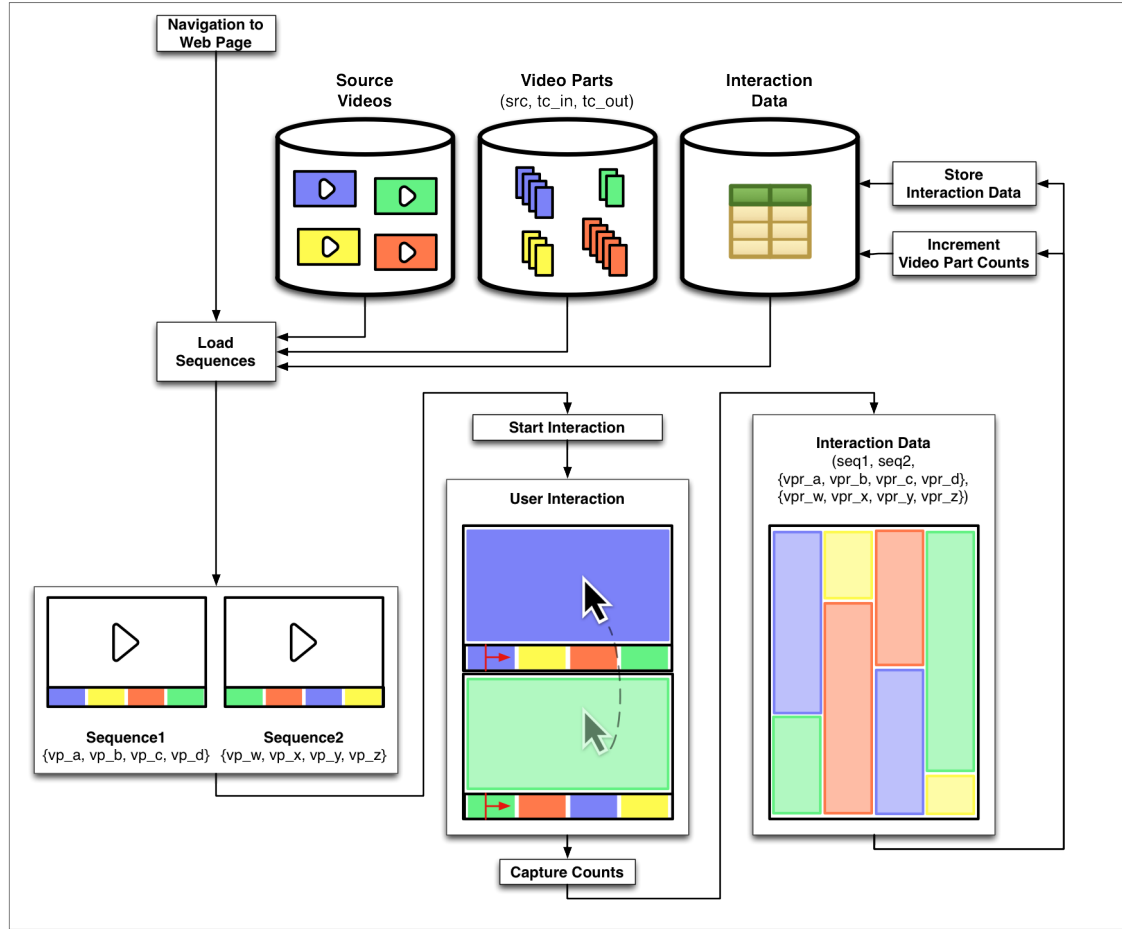 Navigation to
Web Page
Source
Videos
Video Parts
(src, tc_in, tc_out)
Interaction
Data
Store
Interaction Data
Increment
Video Part Counts
Load
Sequences
Start Interaction
User Interaction
Interaction Data
(seq1, seq2,
{vpr_a, vpr_b, vpr_c, vpr_d},
{vpr_w, vpr_x, vpr_y, vpr_z})
Sequence1
{vp_a, vp_b, vp_c, vp_d}
Sequence2
{vp_w, vp_x, vp_y, vp_z}
Capture Counts